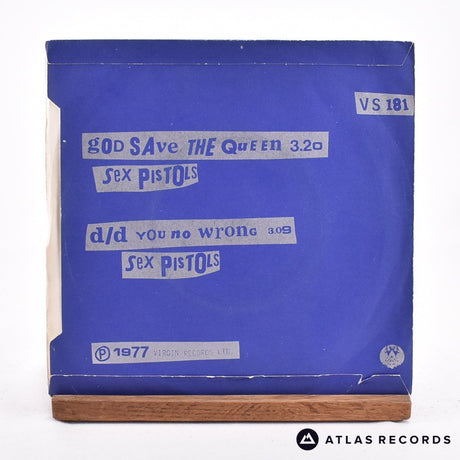 VS 181
goD SAve THE QuEEn 3.20
SeX PISTOLS
d/d YOU no wronG 3.09
SeX PISTOLS
Ⓟ 1977 VIRGIN RECORDS LTD.
ATLAS RECORDS